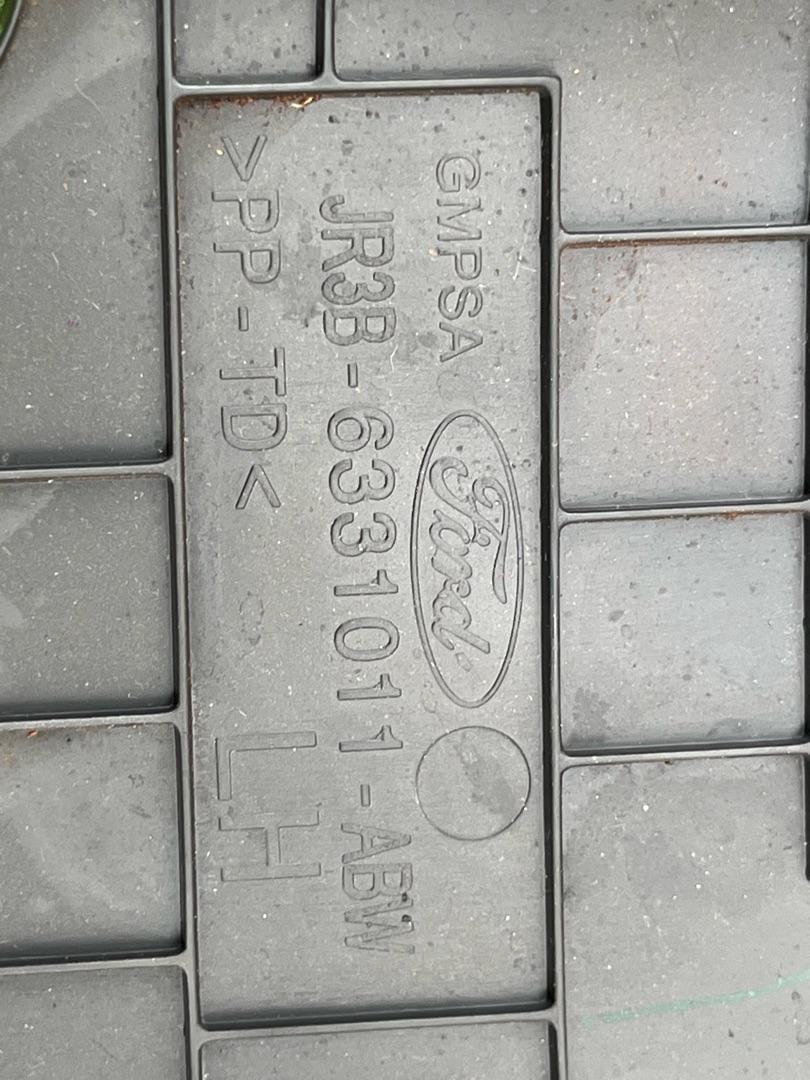 GMPSA Ford
JR3B-6331011-ABW
>PP-TD< LH